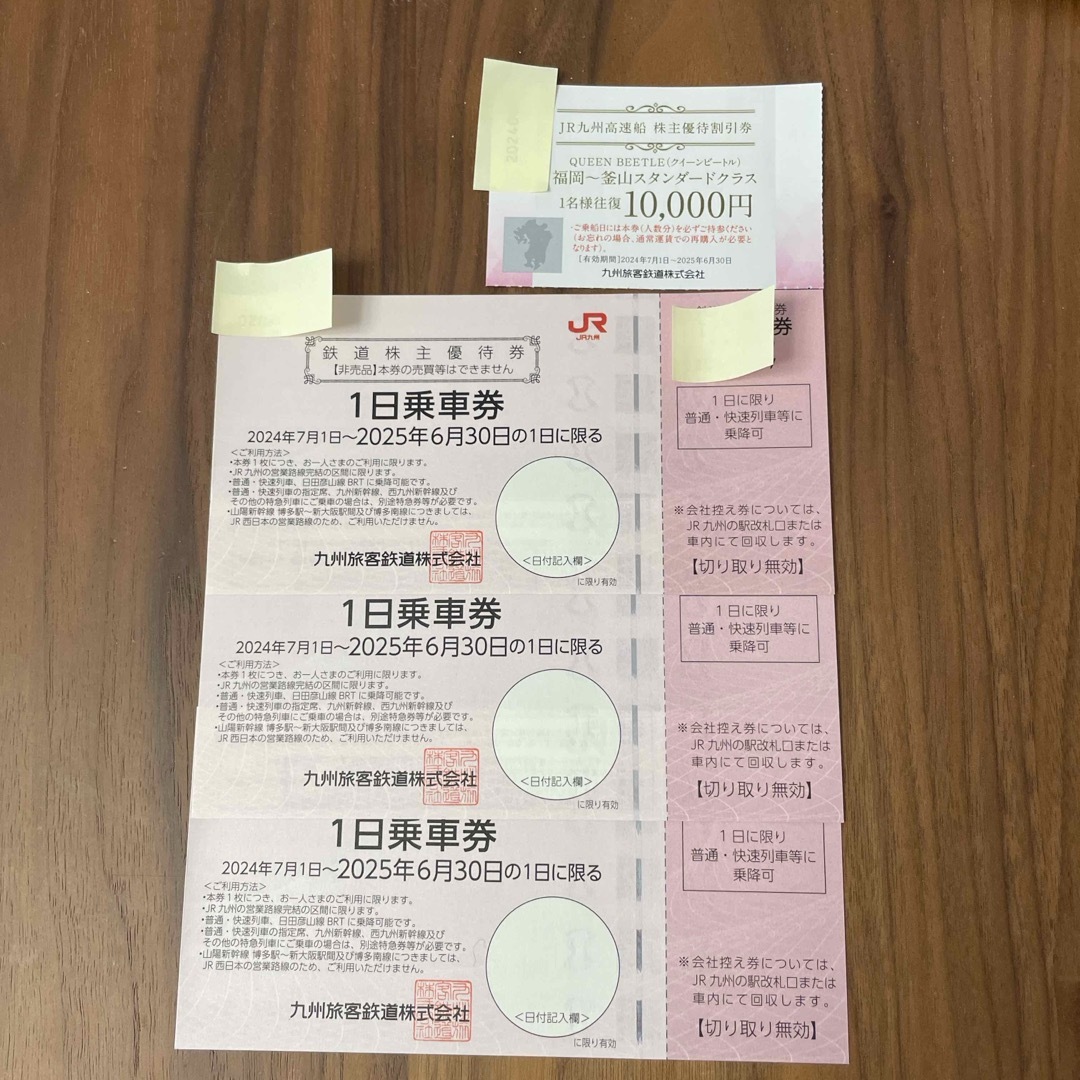 JR九州高速船 株主優待割引券
QUEEN BEETLE(クイーンビートル)
福岡～釜山スタンダードクラス
1名様往復10,000円
・ご乗船日には本券(人数分)を必ずご持参ください
(お忘れの場合、通常運賃での再購入が必要と
なります)。
[有効期間]2024年7月1日～2025年6月30日
九州旅客鉄道株式会社
JR
JR九州
鉄道株主優待券
【非売品】本券の売買等はできません
1日乗車券
2024年7月1日～2025年6月30日の1日に限る
<ご利用方法>
・本券1枚につき、お一人さまのご利用に限ります。
・JR九州の営業路線完結の区間に限ります。
・普通・快速列車、日田彦山線BRTに乗降可能です。
・普通・快速列車の指定席、九州新幹線、西九州新幹線及び
その他の特急列車にご乗車の場合は、別途特急券等が必要です。
・山陽新幹線 博多駅～新大阪駅間及び博多南線につきましては、
JR西日本の営業路線のため、ご利用いただけません。
九州旅客鉄道株式会社
<日付記入欄>
に限り有効
券
券
1日に限り
普通・快速列車等に
乗降可
※会社控え券については、
JR九州の駅改札口または
車内にて回収します。
【切り取り無効】
1日乗車券
2024年7月1日～2025年6月30日の1日に限る
<ご利用方法>
・本券1枚につき、お一人さまのご利用に限ります。
・JR九州の営業路線完結の区間に限ります。
・普通・快速列車、日田彦山線BRTに乗降可能です。
・普通・快速列車の指定席、九州新幹線、西九州新幹線及び
その他の特急列車にご乗車の場合は、別途特急券等が必要です。
・山陽新幹線 博多駅～新大阪駅間及び博多南線につきましては、
JR西日本の営業路線のため、ご利用いただけません。
九州旅客鉄道株式会社
<日付記入欄>
に限り有効
1日に限り
普通・快速列車等に
乗降可
※会社控え券については、
JR九州の駅改札口または
車内にて回収します。
【切り取り無効】
1日乗車券
2024年7月1日～2025年6月30日の1日に限る
<ご利用方法>
・本券1枚につき、お一人さまのご利用に限ります。
・JR九州の営業路線完結の区間に限ります。
・普通・快速列車、日田彦山線BRTに乗降可能です。
・普通・快速列車の指定席、九州新幹線、西九州新幹線及び
その他の特急列車にご乗車の場合は、別途特急券等が必要です。
・山陽新幹線 博多駅～新大阪駅間及び博多南線につきましては、
JR西日本の営業路線のため、ご利用いただけません。
九州旅客鉄道株式会社
<日付記入欄>
に限り有効
1日に限り
普通・快速列車等に
乗降可
※会社控え券については、
JR九州の駅改札口または
車内にて回収します。
【切り取り無効】